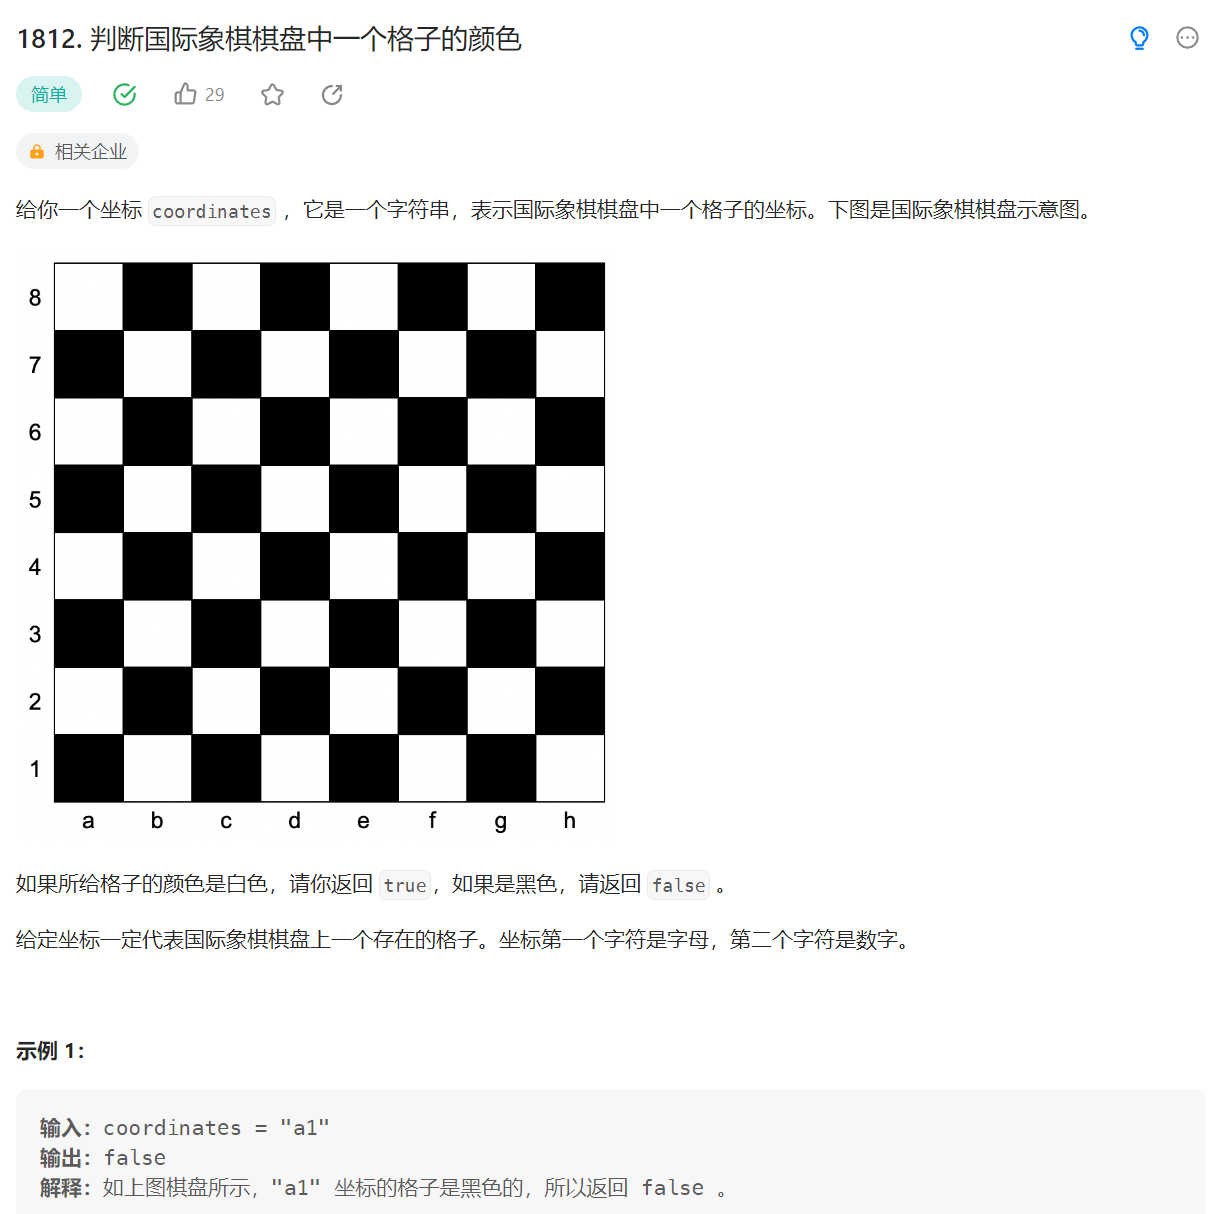 1812. 判断国际象棋棋盘中一个格子的颜色
简单 29
相关企业
给你一个坐标 coordinates ，它是一个字符串，表示国际象棋棋盘中一个格子的坐标。下图是国际象棋棋盘示意图。
8
7
6
5
4
3
2
1
a b c d e f g h
如果所给格子的颜色是白色，请你返回 true，如果是黑色，请返回 false 。
给定坐标一定代表国际象棋棋盘上一个存在的格子。坐标第一个字符是字母，第二个字符是数字。
示例 1：
输入：coordinates = "a1"
输出：false
解释：如上图棋盘所示，"a1" 坐标的格子是黑色的，所以返回 false 。